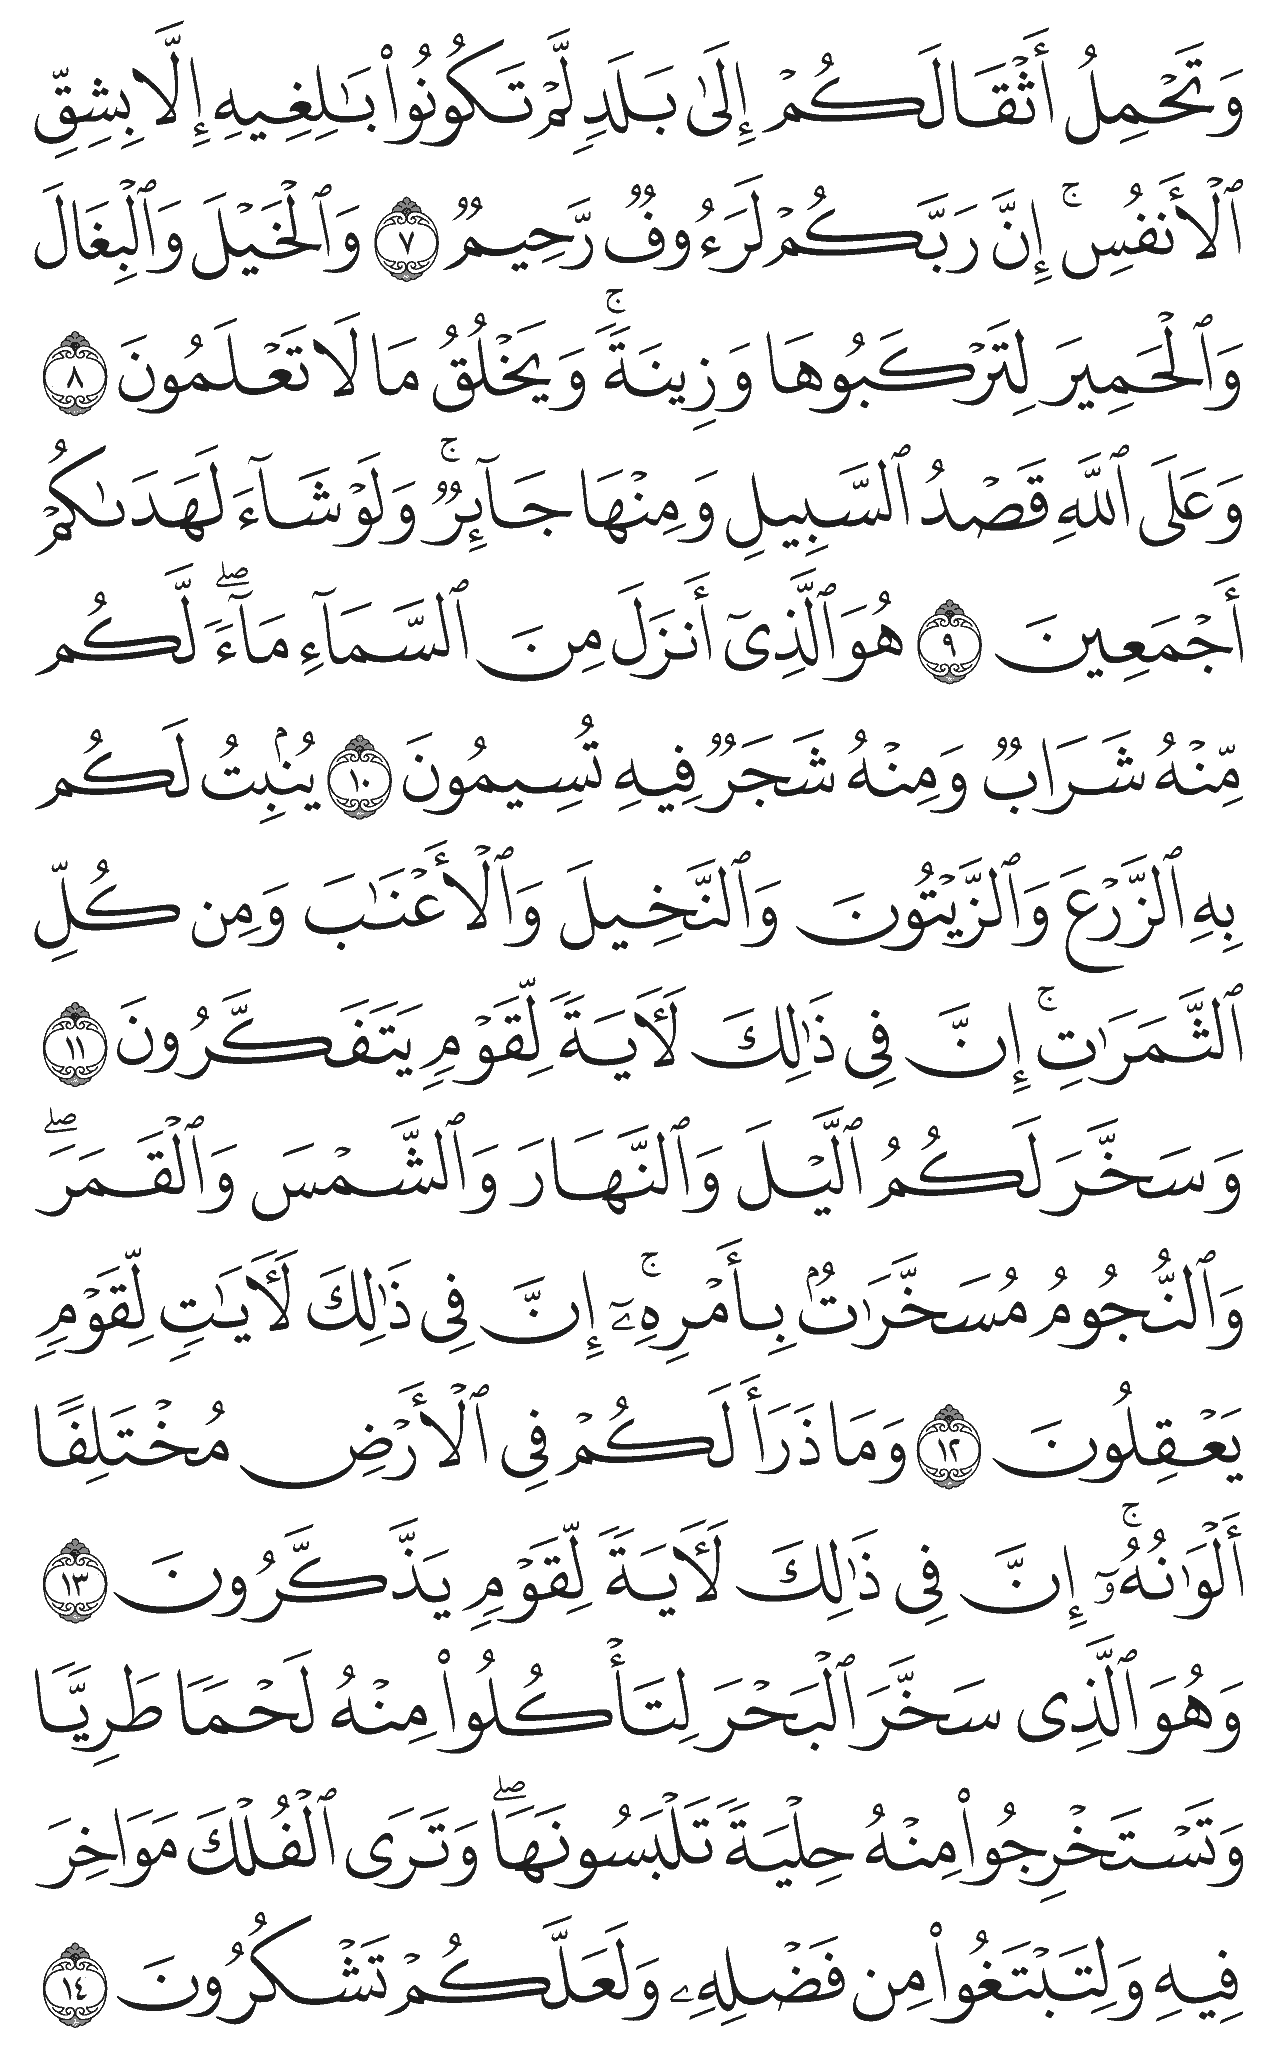 وَتَحۡمِلُ أَثۡقَالَكُمۡ إِلَىٰ بَلَدٖ لَّمۡ تَكُونُواْ بَٰلِغِيهِ إِلَّا بِشِقِّ
ٱلۡأَنفُسِۚ إِنَّ رَبَّكُمۡ لَرَءُوفٞ رَّحِيمٞ ٧ وَٱلۡخَيۡلَ وَٱلۡبِغَالَ
وَٱلۡحَمِيرَ لِتَرۡكَبُوهَا وَزِينَةٗۚ وَيَخۡلُقُ مَا لَا تَعۡلَمُونَ ٨
وَعَلَى ٱللَّهِ قَصۡدُ ٱلسَّبِيلِ وَمِنۡهَا جَآئِرٞۚ وَلَوۡ شَآءَ لَهَدَىٰكُمۡ
أَجۡمَعِينَ ٩ هُوَ ٱلَّذِيٓ أَنزَلَ مِنَ ٱلسَّمَآءِ مَآءٗۖ لَّكُم
مِّنۡهُ شَرَابٞ وَمِنۡهُ شَجَرٞ فِيهِ تُسِيمُونَ ١٠ يُنۢبِتُ لَكُم
بِهِ ٱلزَّرۡعَ وَٱلزَّيۡتُونَ وَٱلنَّخِيلَ وَٱلۡأَعۡنَٰبَ وَمِن كُلِّ
ٱلثَّمَرَٰتِۚ إِنَّ فِي ذَٰلِكَ لَأٓيَةٗ لِّقَوۡمٖ يَتَفَكَّرُونَ ١١
وَسَخَّرَ لَكُمُ ٱلَّيۡلَ وَٱلنَّهَارَ وَٱلشَّمۡسَ وَٱلۡقَمَرَۖ
وَٱلنُّجُومُ مُسَخَّرَٰتُۢ بِأَمۡرِهِۦٓۚ إِنَّ فِي ذَٰلِكَ لَأٓيَٰتٖ لِّقَوۡمٖ
يَعۡقِلُونَ ١٢ وَمَا ذَرَأَ لَكُمۡ فِي ٱلۡأَرۡضِ مُخۡتَلِفًا
أَلۡوَٰنُهُۥٓۚ إِنَّ فِي ذَٰلِكَ لَأٓيَةٗ لِّقَوۡمٖ يَذَّكَّرُونَ ١٣
وَهُوَ ٱلَّذِي سَخَّرَ ٱلۡبَحۡرَ لِتَأۡكُلُواْ مِنۡهُ لَحۡمٗا طَرِيّٗا
وَتَسۡتَخۡرِجُواْ مِنۡهُ حِلۡيَةٗ تَلۡبَسُونَهَاۖ وَتَرَى ٱلۡفُلۡكَ مَوَاخِرَ
فِيهِ وَلِتَبۡتَغُواْ مِن فَضۡلِهِۦ وَلَعَلَّكُمۡ تَشۡكُرُونَ ١٤